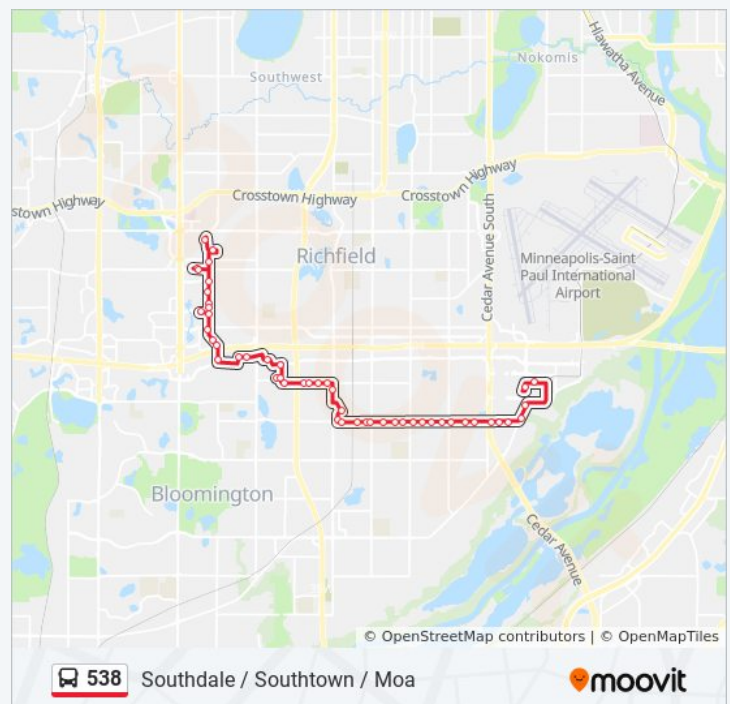 Hiawatha Avenue
Nokomis
Southwest
Crosstown Highway
stown Highway
Crosstown Highway
Cedar Avenue South
Richfield
Minneapolis-Saint
Paul International
Airport
Bloomington
Cedar Avenue
© OpenStreetMap contributors | © OpenMapTiles
538 Southdale / Southtown / Moa
moovit